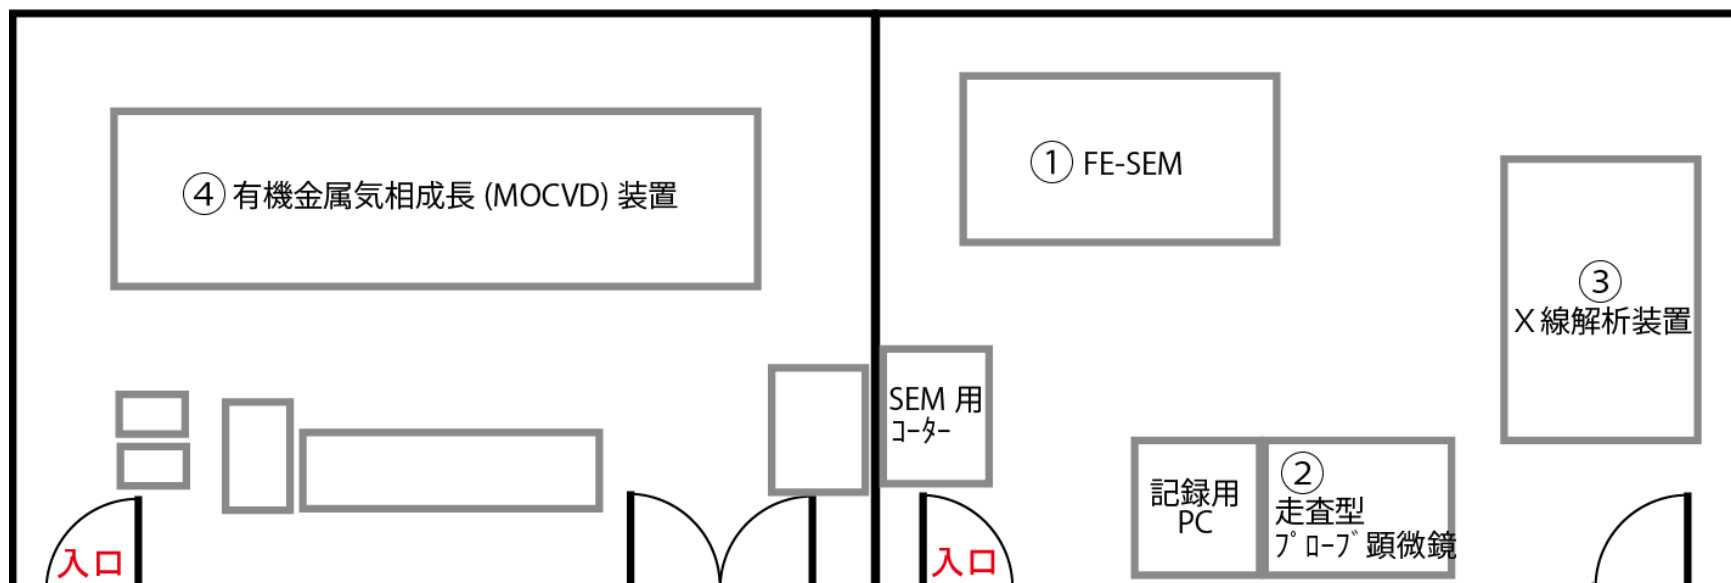 ④ 有機金属気相成長 (MOCVD) 装置
① FE-SEM
③
X線解析装置
SEM 用
コーター
記録用
PC
②
走査型
プローブ顕微鏡
入口
入口